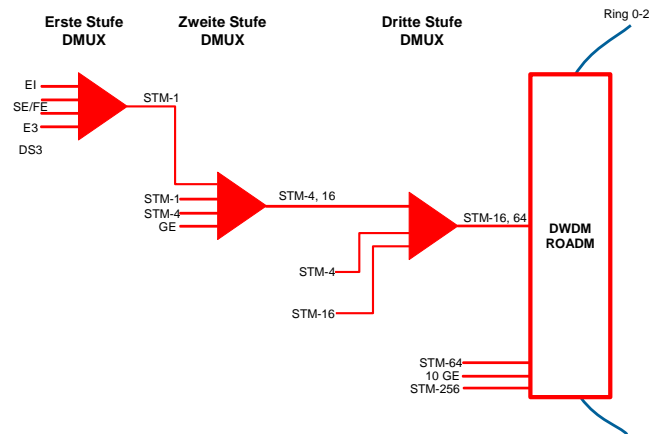 Ring 0-2
Erste Stufe
DMUX
Zweite Stufe
DMUX
Dritte Stufe
DMUX
EI
SE/FE
E3
DS3
STM-1
STM-1
STM-4
GE
STM-4, 16
STM-4
STM-16
STM-16, 64
DWDM
ROADM
STM-64
10 GE
STM-256